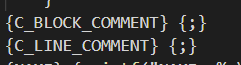 {C_BLOCK_COMMENT} {;}
{C_LINE_COMMENT} {;}